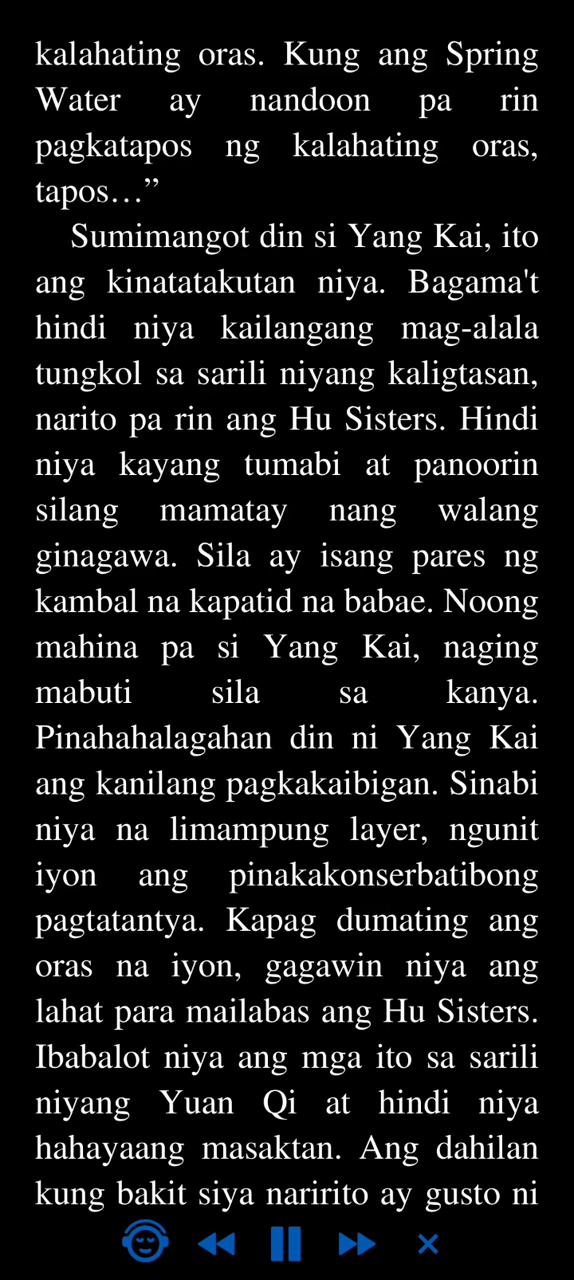 kalahating oras. Kung ang Spring
Water ay nandoon pa rin
pagkatapos ng kalahating oras,
tapos…”
Sumimangot din si Yang Kai, ito
ang kinatatakutan niya. Bagama't
hindi niya kailangang mag-alala
tungkol sa sarili niyang kaligtasan,
narito pa rin ang Hu Sisters. Hindi
niya kayang tumabi at panoorin
silang mamatay nang walang
ginagawa. Sila ay isang pares ng
kambal na kapatid na babae. Noong
mahina pa si Yang Kai, naging
mabuti sila sa kanya.
Pinahahalagahan din ni Yang Kai
ang kanilang pagkakaibigan. Sinabi
niya na limampung layer, ngunit
iyon ang pinakakonserbatibong
pagtatantya. Kapag dumating ang
oras na iyon, gagawin niya ang
lahat para mailabas ang Hu Sisters.
Ibabalot niya ang mga ito sa sarili
niyang Yuan Qi at hindi niya
hahayaang masaktan. Ang dahilan
kung bakit siya naririto ay gusto ni